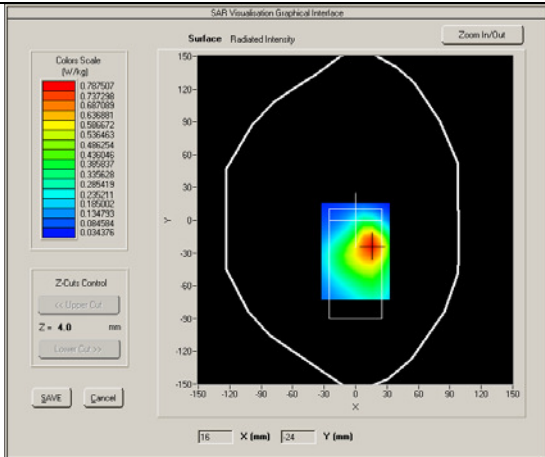 SAR Visualisation Graphical Interface
Surface Radiated Intensity
Zoom In/Out
Colors Scale
(W/kg)
0.787507
0.737298
0.687089
0.636881
0.586672
0.536463
0.486254
0.436046
0.385837
0.335628
0.285419
0.235211
0.185002
0.134793
0.084584
0.034376
Z-Cuts Control
<< Upper Cut
Z = 4.0 mm
Lower Cut >>
SAVE Cancel
150
120
90
60
30
0
-30
-60
-90
-120
-150
Y
-150 -120 -90 -60 -30 0 30 60 90 120 150
X
16 X (mm) -24 Y (mm)